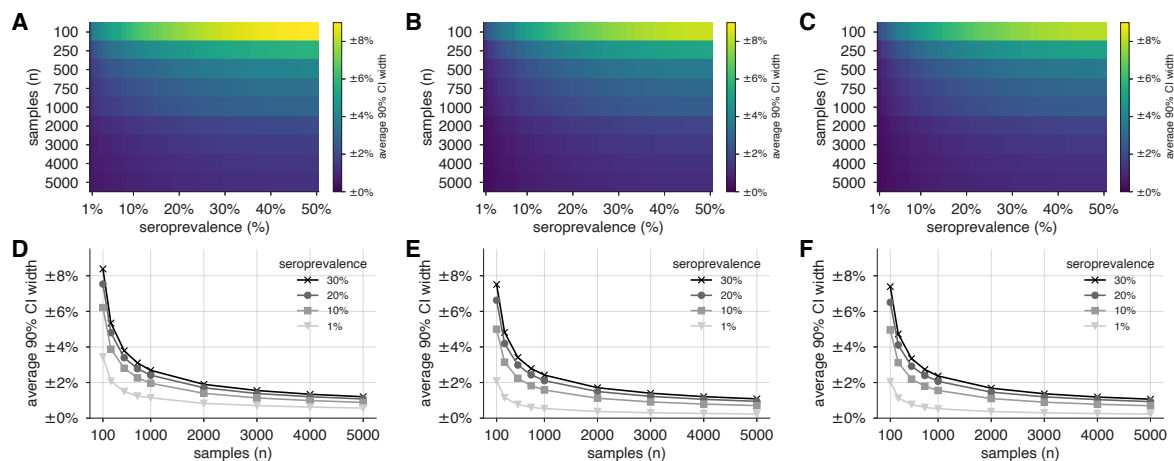 A
samples (n)
100
250
500
750
1000
2000
3000
4000
5000
1% 10% 20% 30% 40% 50%
seroprevalence (%)
±8%
±6%
±4%
±2%
±0%
average 90% CI width
B
samples (n)
100
250
500
750
1000
2000
3000
4000
5000
1% 10% 20% 30% 40% 50%
seroprevalence (%)
±8%
±6%
±4%
±2%
±0%
average 90% CI width
C
samples (n)
100
250
500
750
1000
2000
3000
4000
5000
1% 10% 20% 30% 40% 50%
seroprevalence (%)
±8%
±6%
±4%
±2%
±0%
average 90% CI width
D
average 90% CI width
±8%
±6%
±4%
±2%
±0%
seroprevalence
30%
20%
10%
1%
100 1000 2000 3000 4000 5000
samples (n)
E
average 90% CI width
±8%
±6%
±4%
±2%
±0%
seroprevalence
30%
20%
10%
1%
100 1000 2000 3000 4000 5000
samples (n)
F
average 90% CI width
±8%
±6%
±4%
±2%
±0%
seroprevalence
30%
20%
10%
1%
100 1000 2000 3000 4000 5000
samples (n)